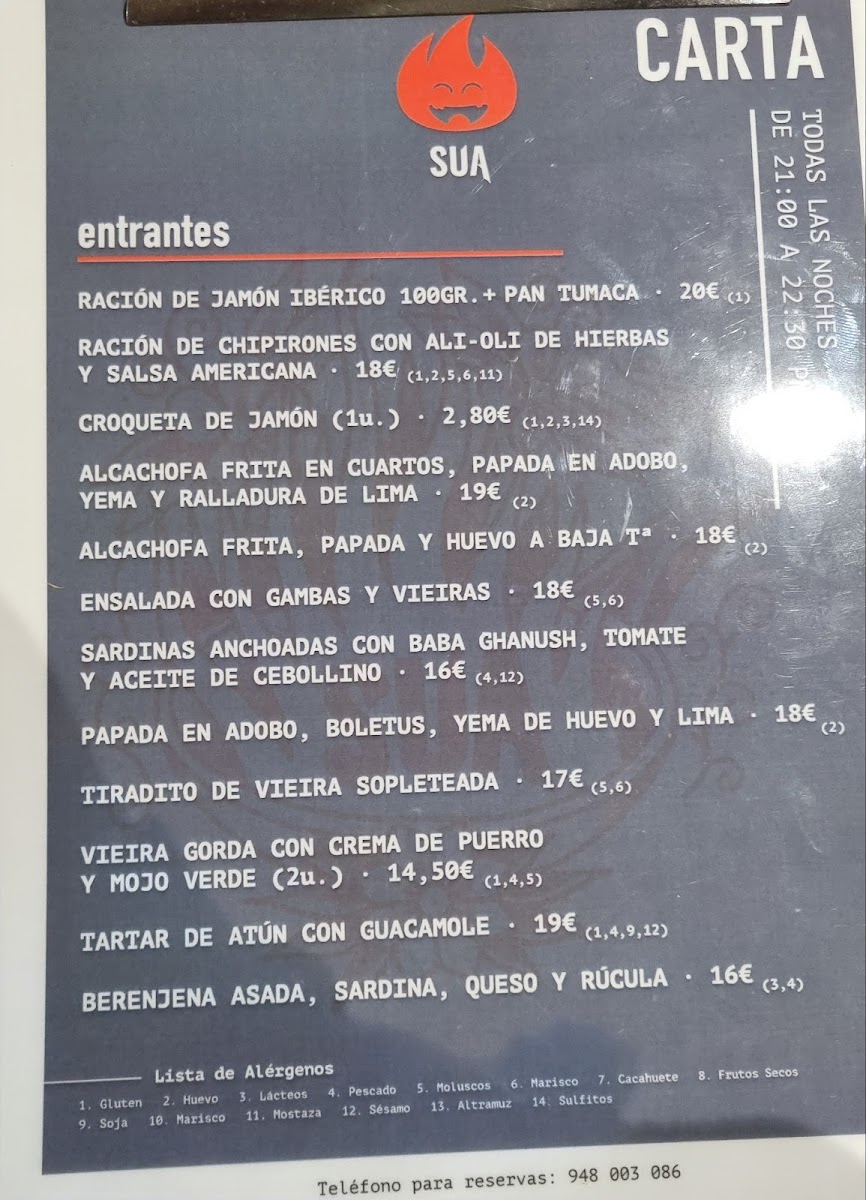 CARTA
SUA
TODAS LAS NOCHES
DE 21:00 A 22:30
entrantes
RACIÓN DE JAMÓN IBÉRICO 100GR.+ PAN TUMACA · 20€ (1)
RACIÓN DE CHIPIRONES CON ALI-OLI DE HIERBAS
Y SALSA AMERICANA · 18€ (1,2,5,6,11)
CROQUETA DE JAMÓN (1u.) · 2,80€ (1,2,3,14)
ALCACHOFA FRITA EN CUARTOS, PAPADA EN ADOBO,
YEMA Y RALLADURA DE LIMA · 19€ (2)
ALCACHOFA FRITA, PAPADA Y HUEVO A BAJA Tª · 18€ (2)
ENSALADA CON GAMBAS Y VIEIRAS · 18€ (5,6)
SARDINAS ANCHOADAS CON BABA GHANUSH, TOMATE
Y ACEITE DE CEBOLLINO · 16€ (4,12)
PAPADA EN ADOBO, BOLETUS, YEMA DE HUEVO Y LIMA · 18€ (2)
TIRADITO DE VIEIRA SOPLETEADA · 17€ (5,6)
VIEIRA GORDA CON CREMA DE PUERRO
Y MOJO VERDE (2u.) · 14,50€ (1,4,5)
TARTAR DE ATÚN CON GUACAMOLE · 19€ (1,4,9,12)
BERENJENA ASADA, SARDINA, QUESO Y RÚCULA · 16€ (3,4)
Lista de Alérgenos
1. Gluten 2. Huevo 3. Lácteos 4. Pescado 5. Moluscos 6. Marisco 7. Cacahuete 8. Frutos Secos
9. Soja 10. Marisco 11. Mostaza 12. Sésamo 13. Altramuz 14. Sulfitos
Teléfono para reservas: 948 003 086